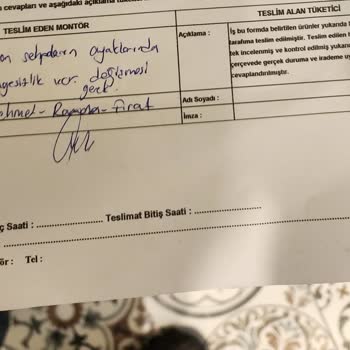 cevapları ve aşağıdaki açıklama
TESLİM EDEN MONTÖR
TESLİM ALAN TÜKETİCİ
sehpaların ayaklarında
var.
gerek.
Fırat
Açıklama :
İş bu formda belirtilen ürünler yukarıda
tarafıma teslim edilmiştir. Teslim edilen
tek incelenmiş ve kontrol edilmiş yukarı
çerçevede gerçek duruma ve irademe uy
cevaplandırılmıştır.
Adı Soyadı :
İmza :
ç Saati : ........................ Teslimat Bitiş Saati : ........................
ör : Tel :